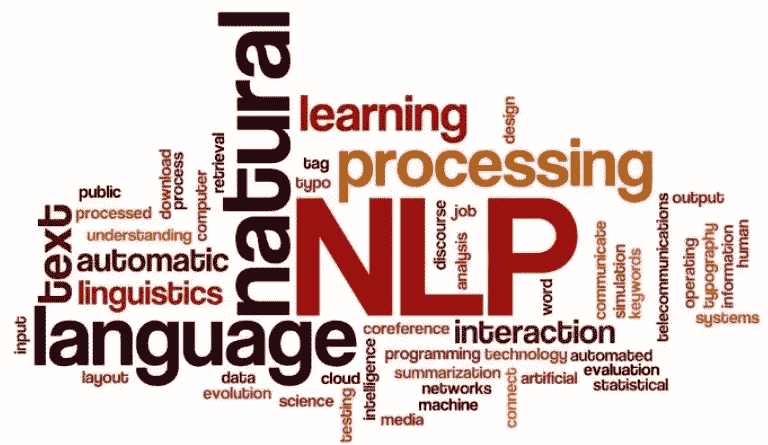 natural
learning
design
processing
tag
typo
NLP
retrieval
download
process
computer
public
processed
understanding
text
automatic
linguistics
language
input
discourse
job
analysis
word
communicate
simulation
keywords
telecommunications
output
operating
typography
information
human
systems
coreference
interaction
programming
technology
automated
summarization
evaluation
networks
connect
artificial
statistical
machine
media
layout
data
evolution
science
cloud
testing
intelligence